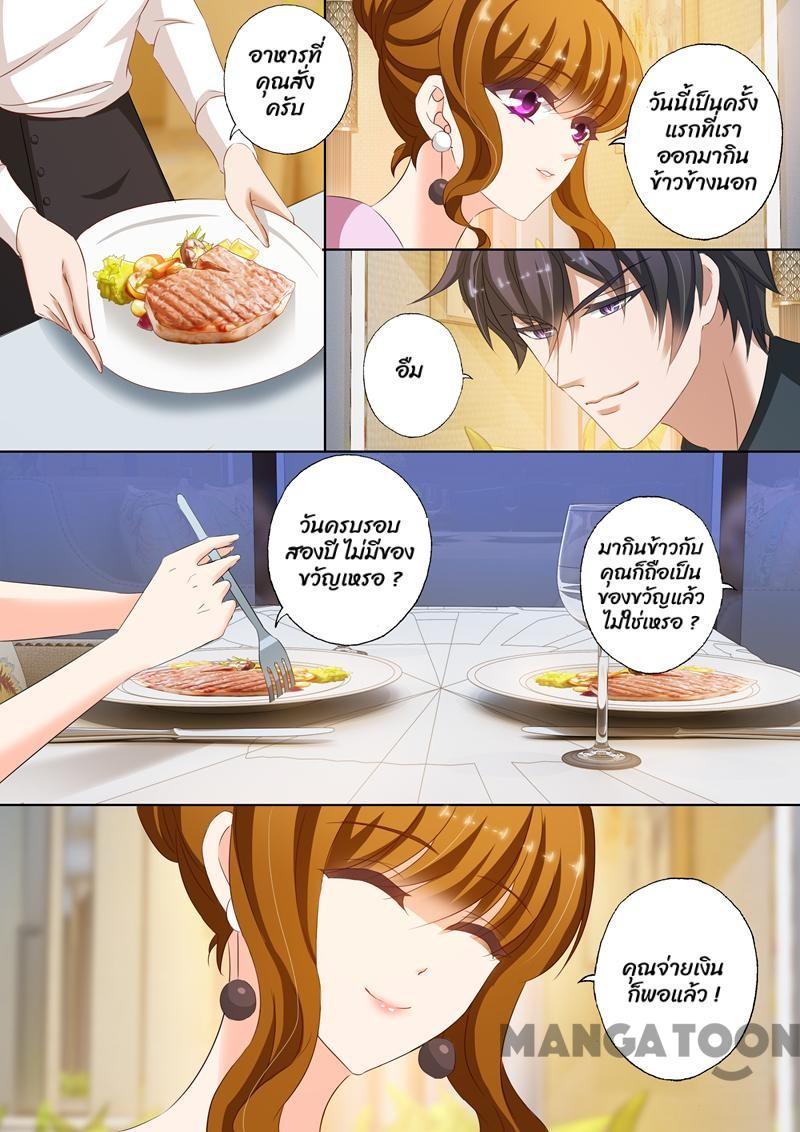 อาหารที่
คุณสั่ง
ครับ
วันนี้เป็นครั้ง
แรกที่เรา
ออกมากิน
ข้าวข้างนอก
อืม
วันครบรอบ
สองปี ไม่มีของ
ขวัญเหรอ ?
มากินข้าวกับ
คุณก็ถือเป็น
ของขวัญแล้ว
ไม่ใช่เหรอ ?
คุณจ่ายเงิน
ก็พอแล้ว !
MANGATOON